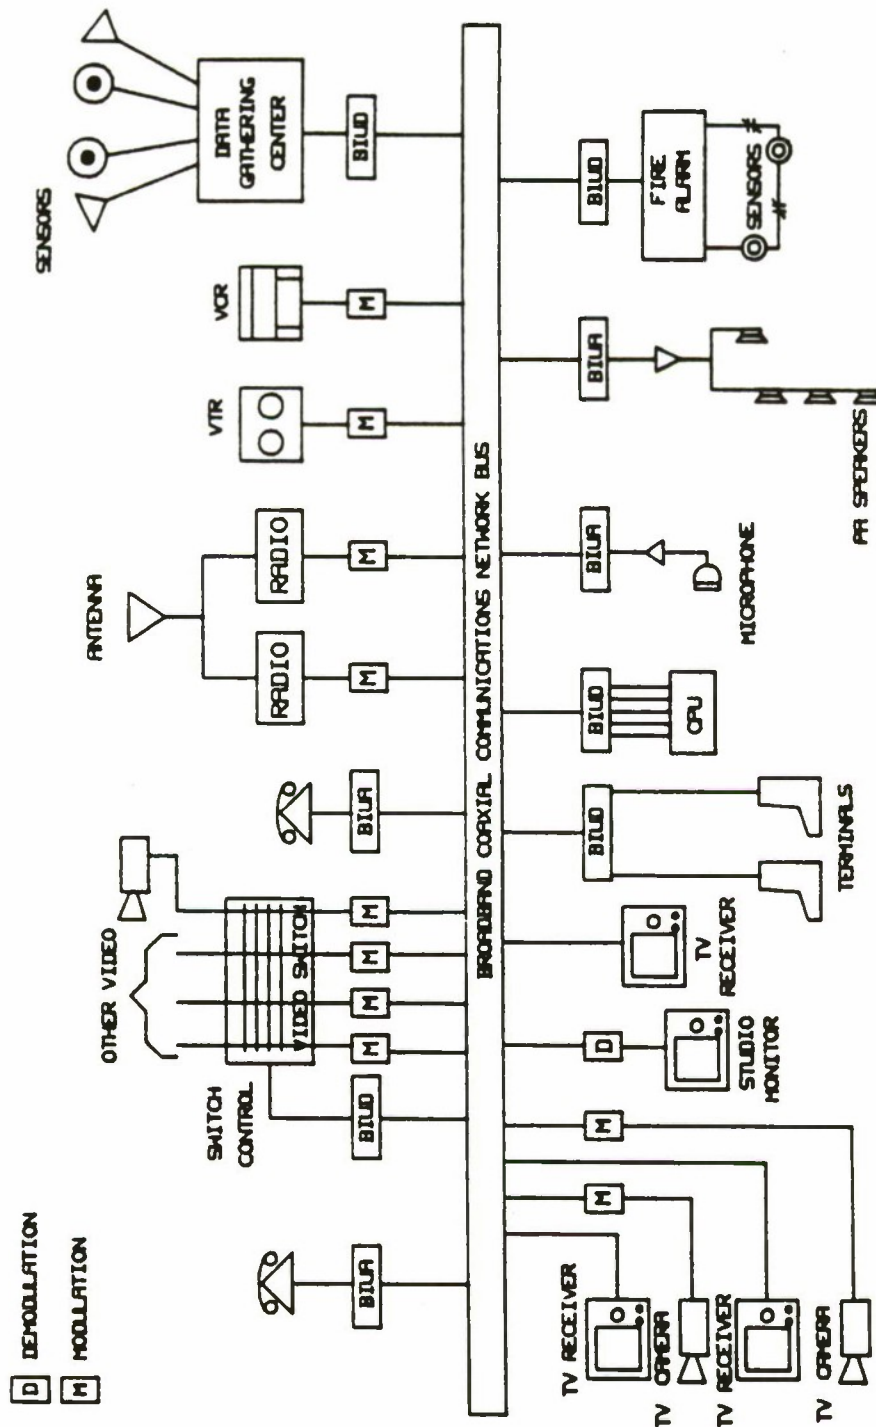 SENSORS
DATA
GATHERING
CENTER
BIUD
VCR
M
VTR
M
ANTENNA
RADIO
M
RADIO
M
BIUA
OTHER VIDEO
VIDEO SWITCH
M
M
M
M
SWITCH
CONTROL
BIUD
BIUA
D DEMODULATION
M MODULATION
BROADBAND COAXIAL COMMUNICATIONS NETWORK BUS
BIUD
FIRE
ALARM
SENSORS
BIUA
PA SPEAKERS
BIUA
MICROPHONE
BIUD
CPU
BIUD
TERMINALS
TV
RECEIVER
D
STUDIO
MONITOR
M
M
TV RECEIVER
TV CAMERA
TV RECEIVER
TV CAMERA